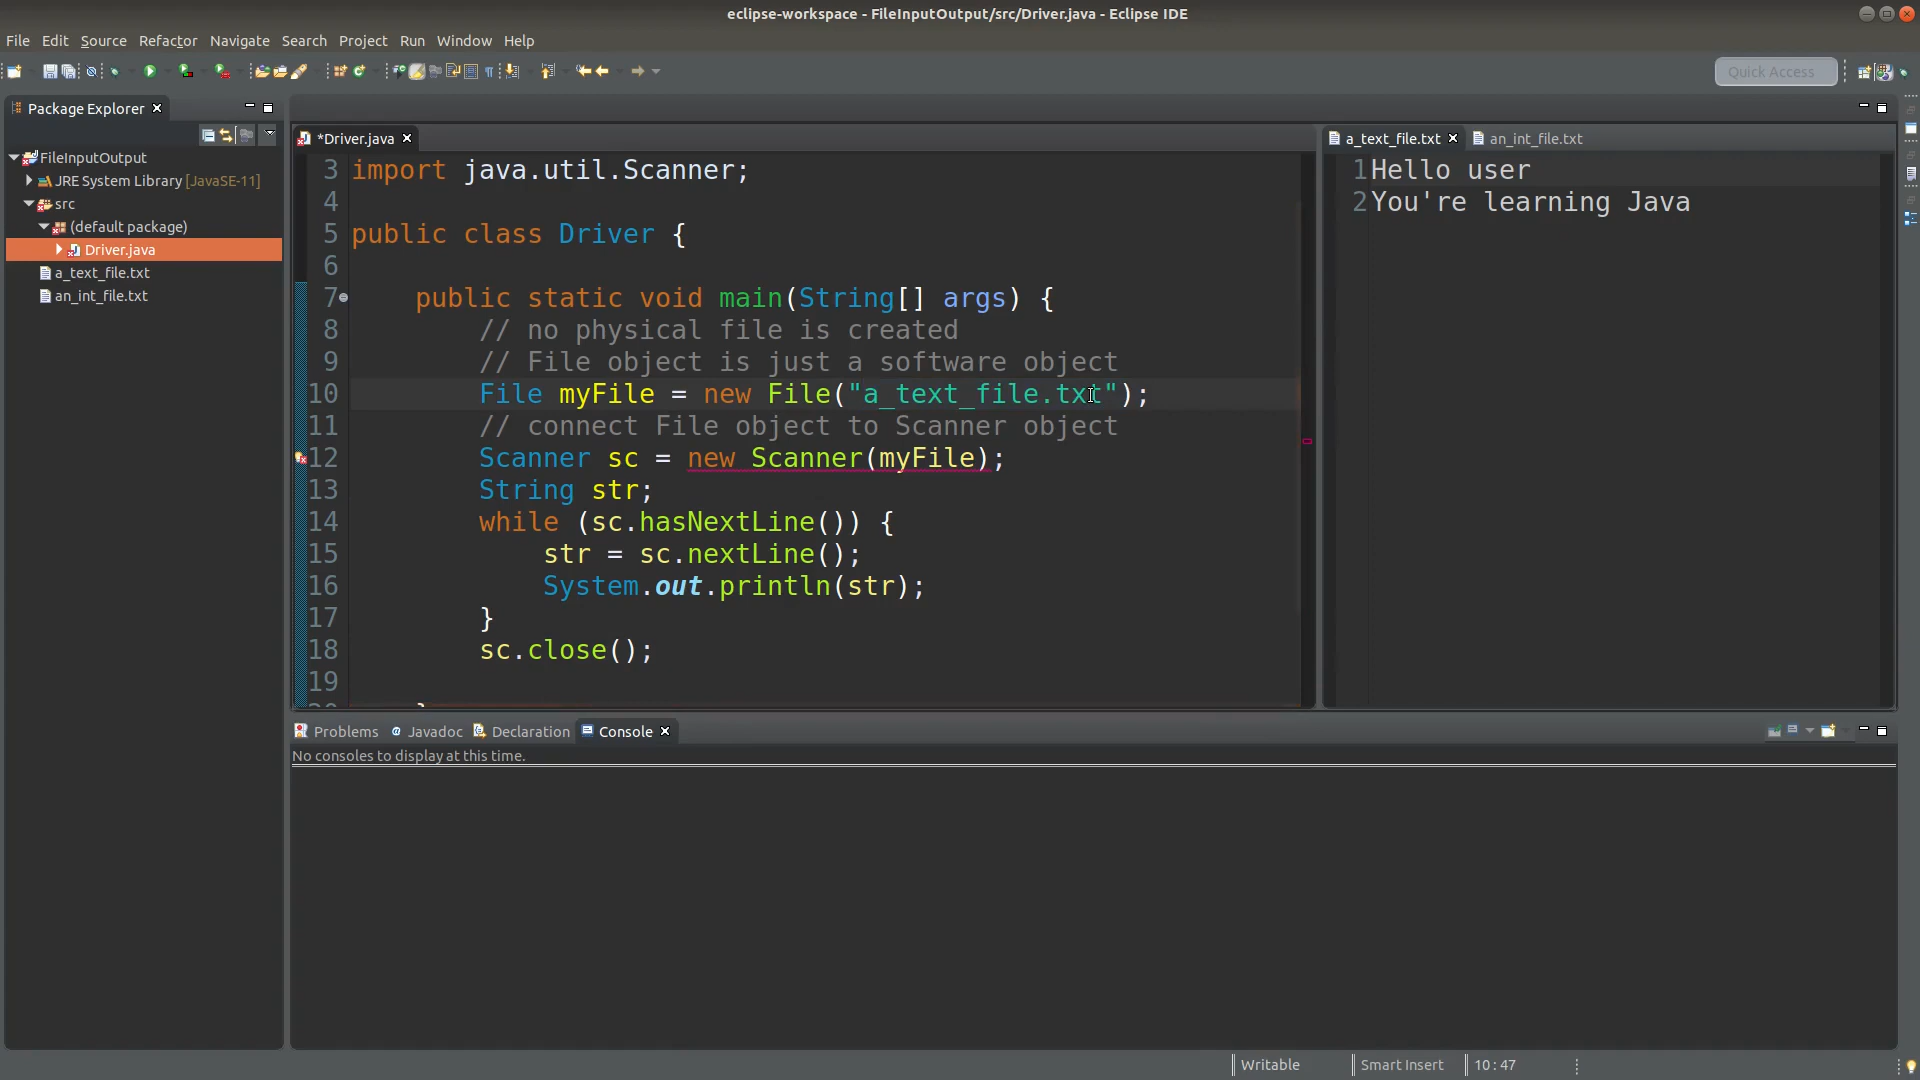 eclipse-workspace - FileInputOutput/src/Driver.java - Eclipse IDE
File Edit Source Refactor Navigate Search Project Run Window Help
Quick Access
Package Explorer
FileInputOutput
JRE System Library [JavaSE-11]
src
(default package)
Driver.java
a_text_file.txt
an_int_file.txt
*Driver.java
3 import java.util.Scanner;
4
5 public class Driver {
6
7 public static void main(String[] args) {
8 // no physical file is created
9 // File object is just a software object
10 File myFile = new File("a_text_file.txt");
11 // connect File object to Scanner object
12 Scanner sc = new Scanner(myFile);
13 String str;
14 while (sc.hasNextLine()) {
15 str = sc.nextLine();
16 System.out.println(str);
17 }
18 sc.close();
19
a_text_file.txt an_int_file.txt
1 Hello user
2 You're learning Java
Problems Javadoc Declaration Console
No consoles to display at this time.
Writable Smart Insert 10:47